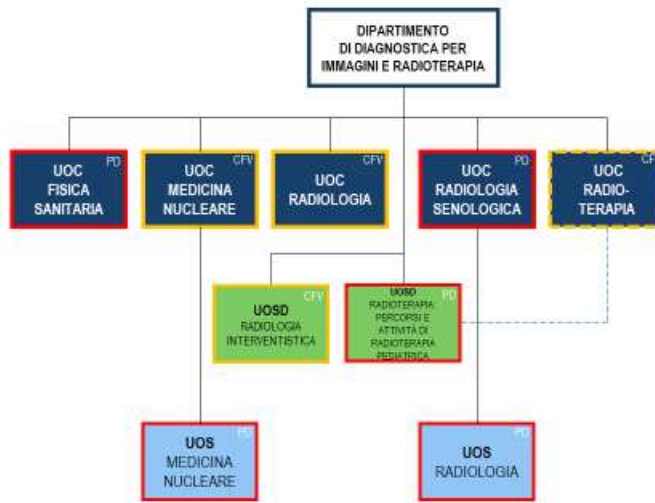 DIPARTIMENTO
DI DIAGNOSTICA PER
IMMAGINI E RADIOTERAPIA
PD
UOC
FISICA
SANITARIA
CFV
UOC
MEDICINA
NUCLEARE
CFV
UOC
RADIOLOGIA
PD
UOC
RADIOLOGIA
SENOLOGICA
CF
UOC
RADIO-
TERAPIA
CFV
UOSD
RADIOLOGIA
INTERVENTISTICA
PD
UOSD
RADIOTERAPIA:
PERCORSI E
ATTIVITÀ DI
RADIOTERAPIA
PEDIATRICA
PD
UOS
MEDICINA
NUCLEARE
PD
UOS
RADIOLOGIA